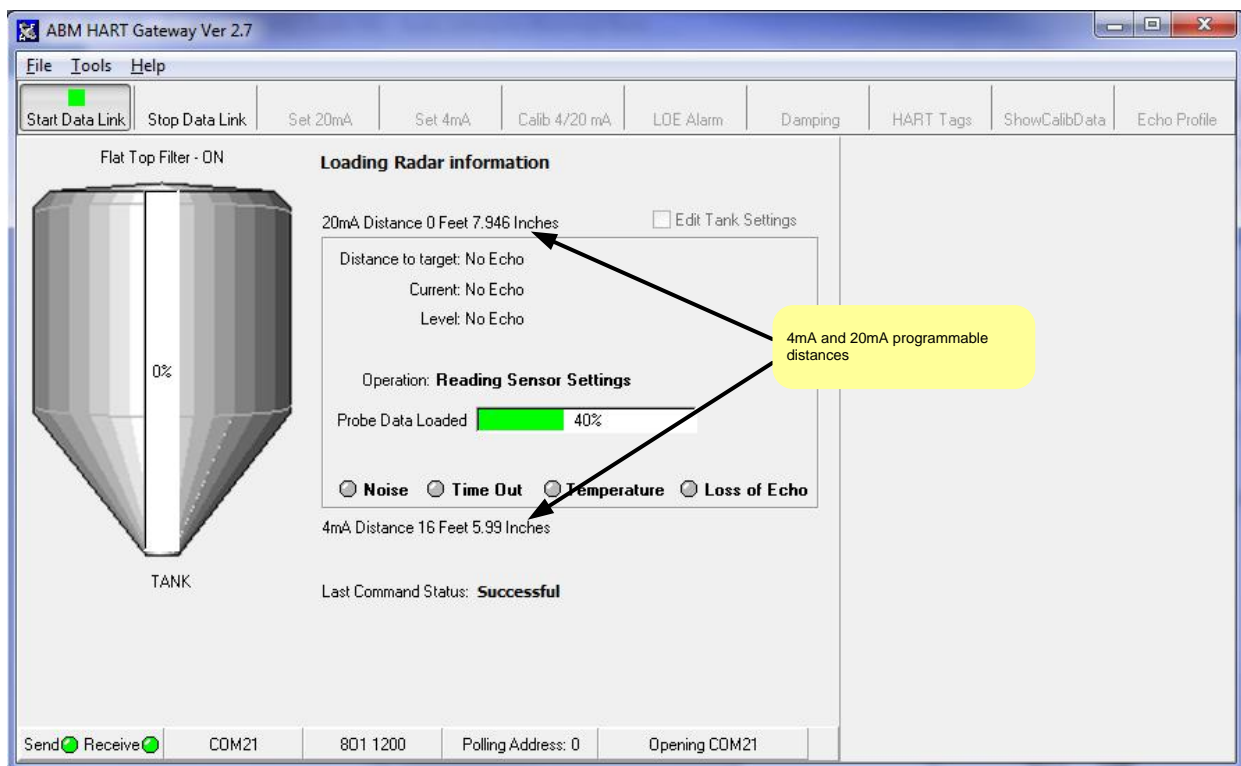 ABM HART Gateway Ver 2.7
File Tools Help
Start Data Link Stop Data Link Set 20mA Set 4mA Calib 4/20 mA LOE Alarm Damping HART Tags ShowCalibData Echo Profile
Flat Top Filter - ON
Loading Radar information
20mA Distance 0 Feet 7.946 Inches
Edit Tank Settings
Distance to target: No Echo
Current: No Echo
Level: No Echo
4mA and 20mA programmable
distances
0%
Operation: Reading Sensor Settings
Probe Data Loaded 40%
Noise Time Out Temperature Loss of Echo
4mA Distance 16 Feet 5.99 Inches
TANK
Last Command Status: Successful
Send Receive COM21 8O1 1200 Polling Address: 0 Opening COM21